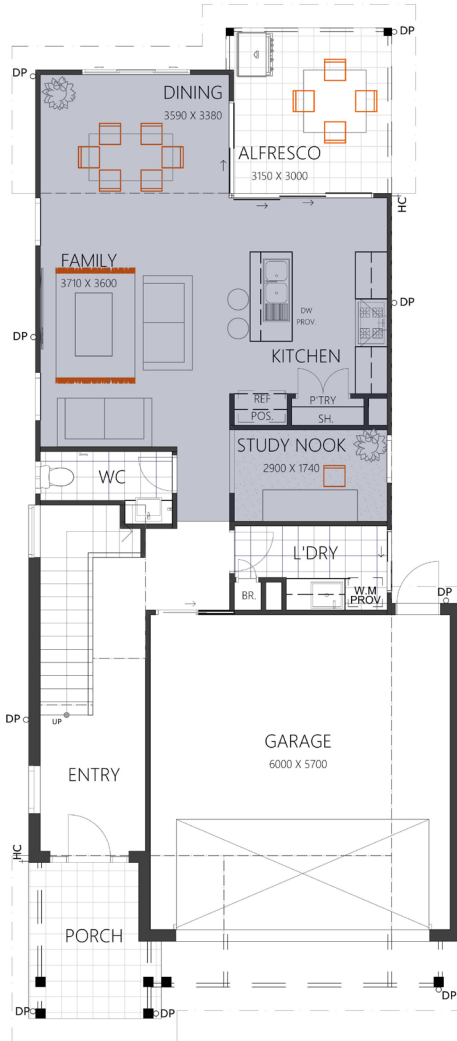 DP
DP
DINING
3590 X 3380
ALFRESCO
3150 X 3000
HC
FAMILY
3710 X 3600
DP
DW
PROV.
DP
KITCHEN
REF
POS.
P'TRY
SH.
STUDY NOOK
2900 X 1740
WC
L'DRY
BR.
W.M
PROV
DP
DP
UP
GARAGE
6000 X 5700
ENTRY
HC
PORCH
DP
DP
DP